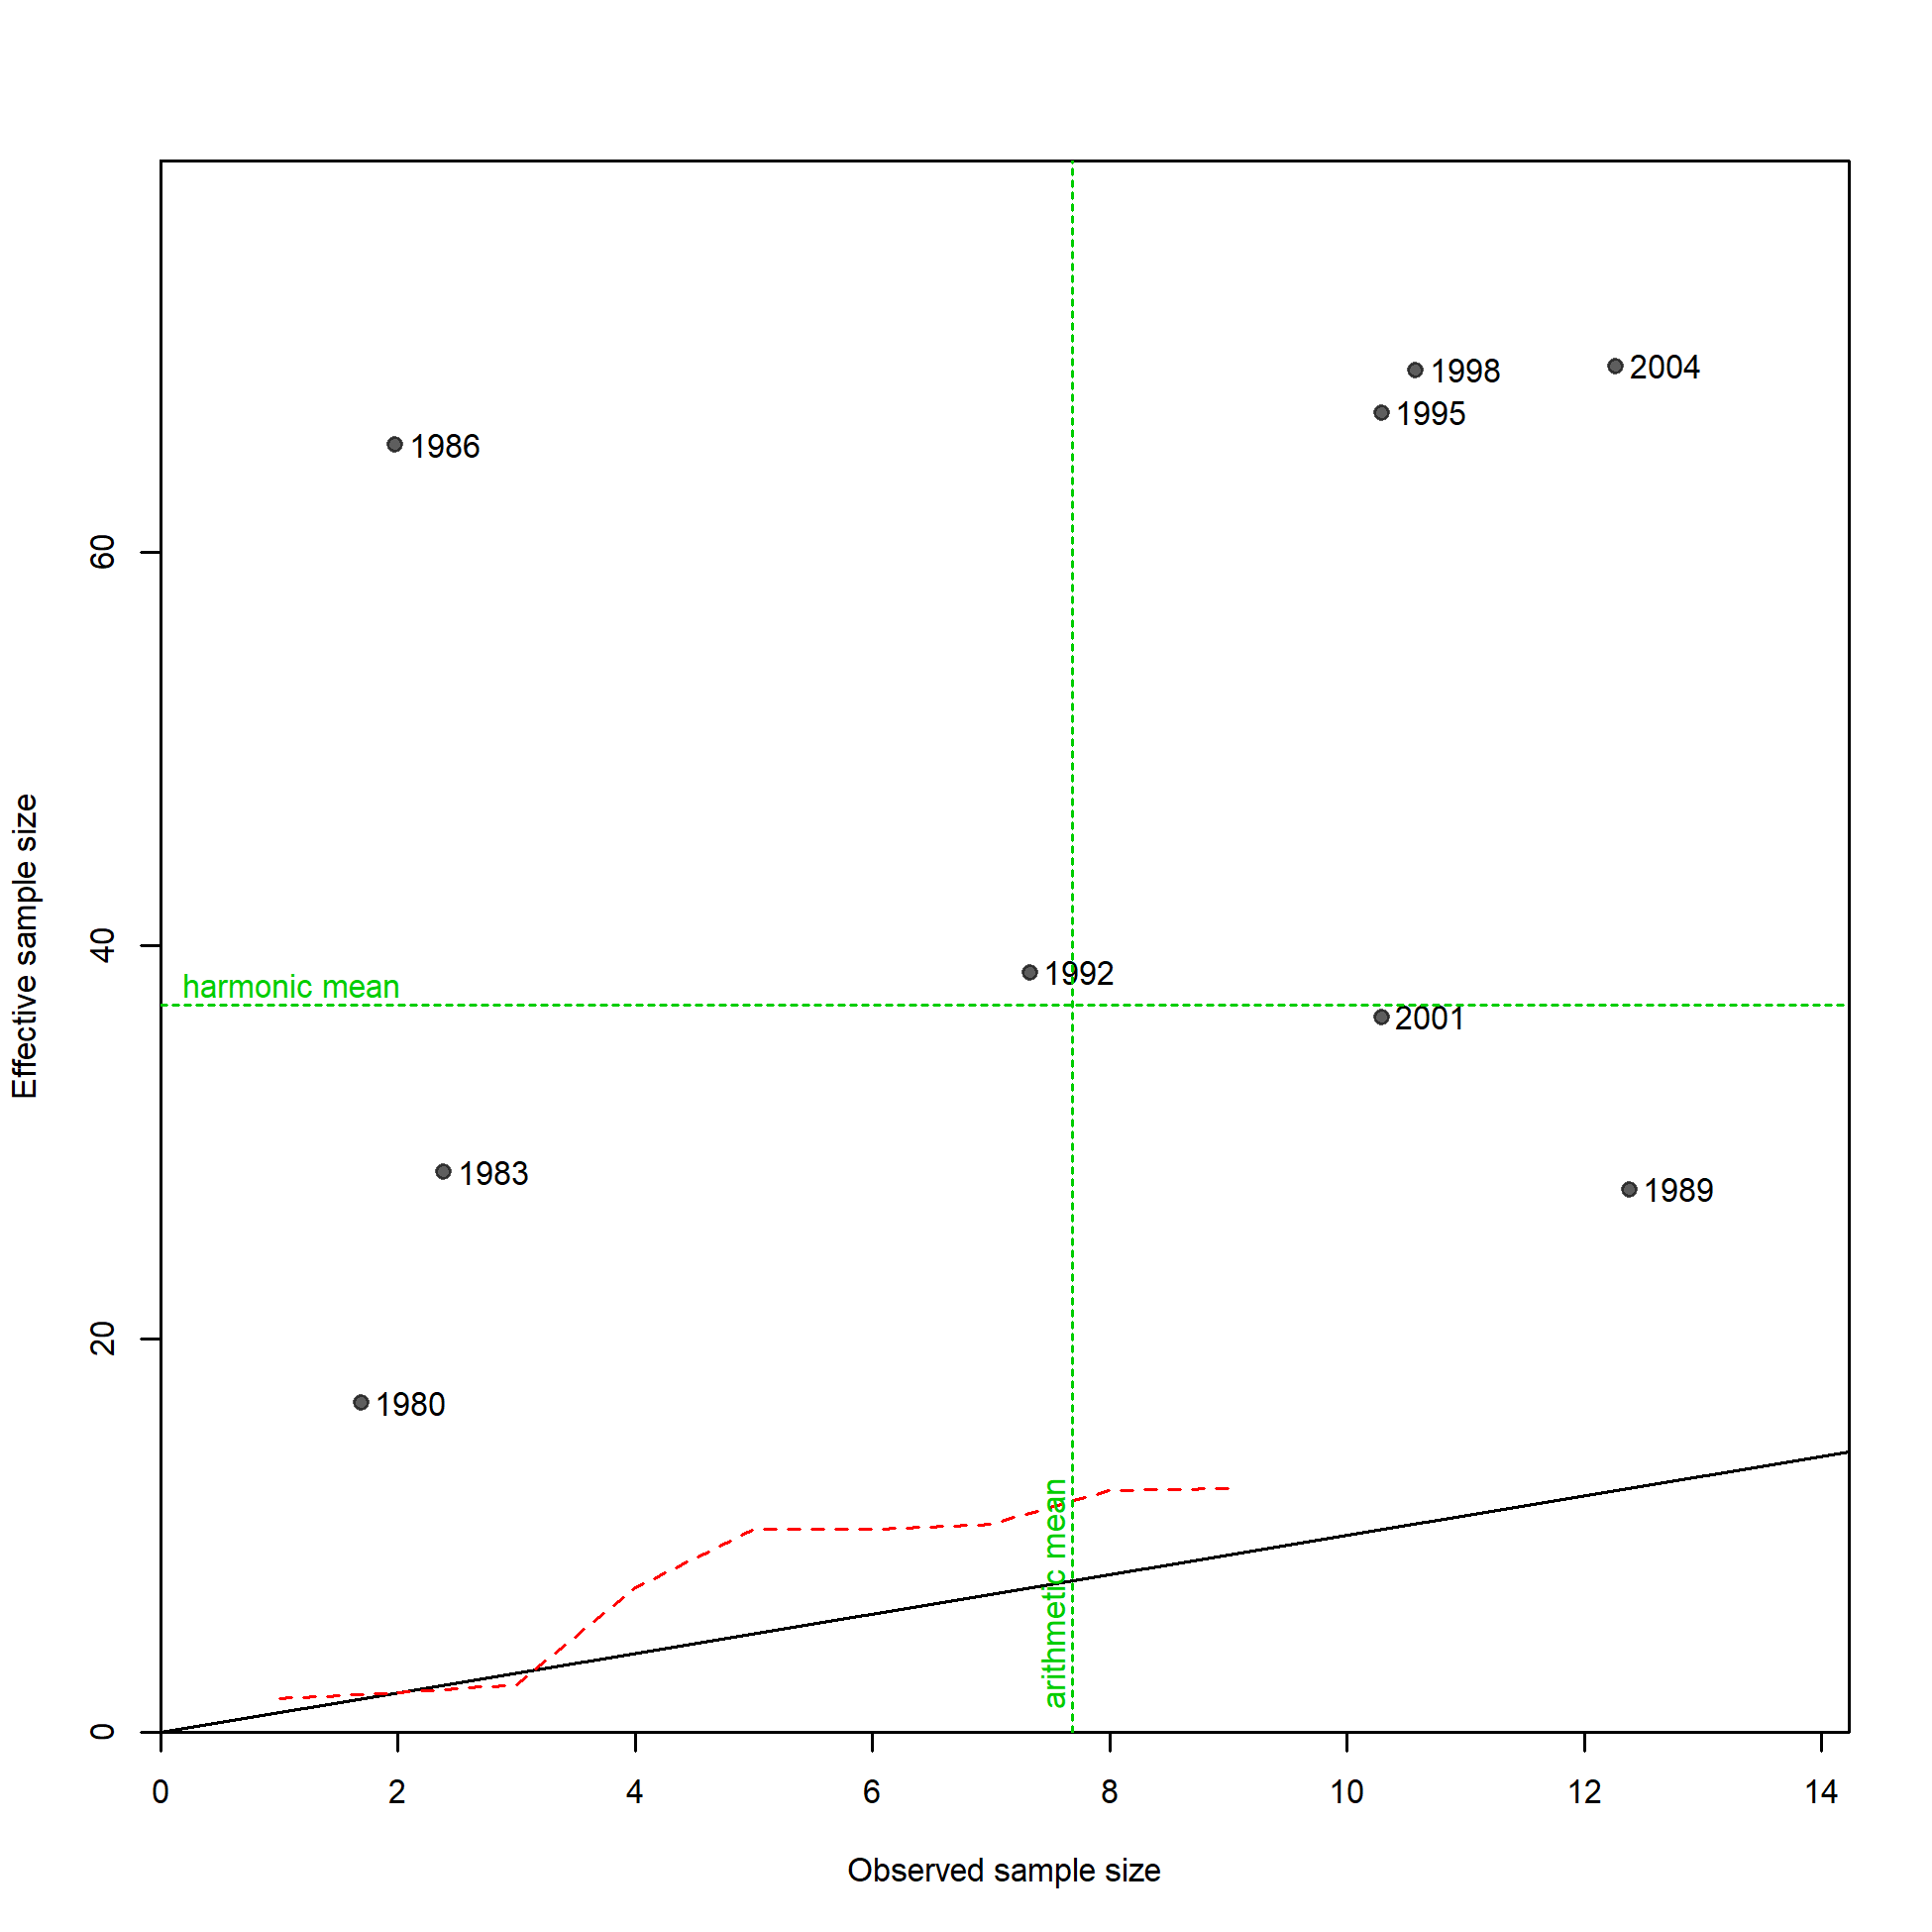 1998
2004
1995
1986
60
40
1992
harmonic mean
2001
Effective sample size
1983
1989
20
1980
arithmetic mean
0
0 2 4 6 8 10 12 14
Observed sample size